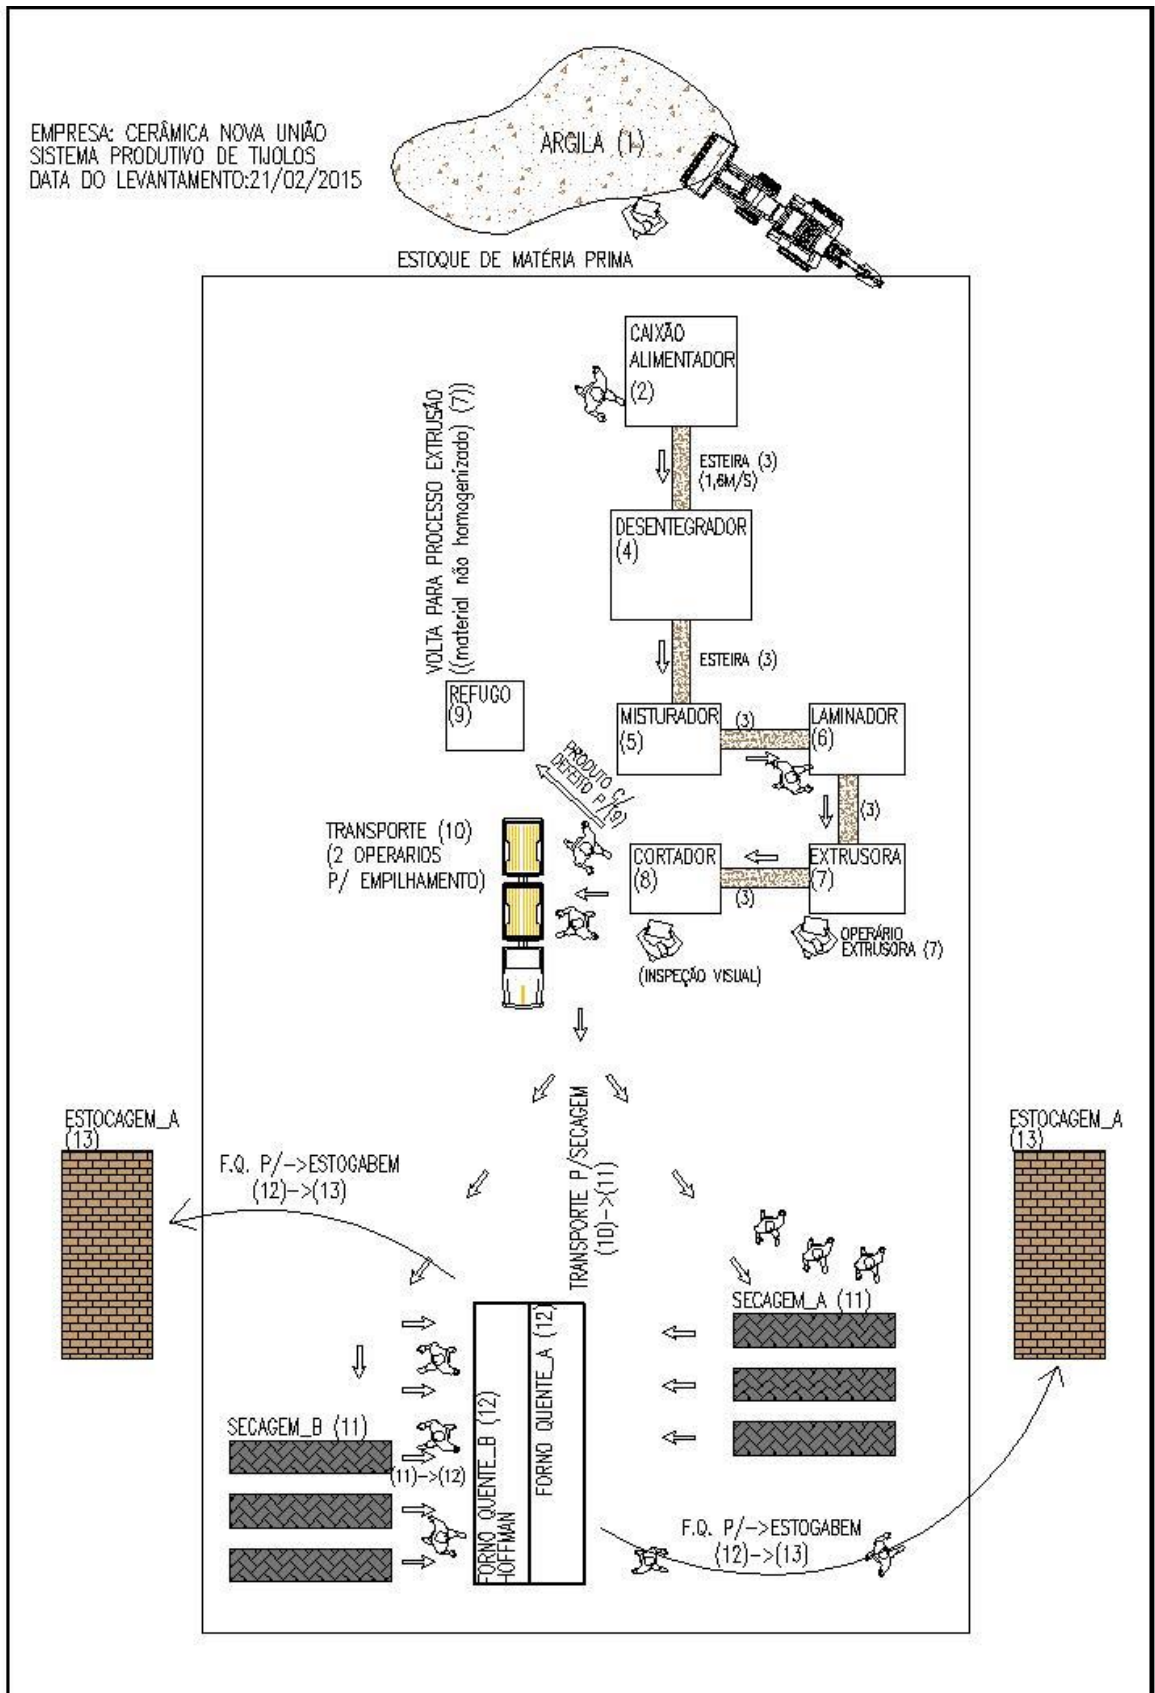 EMPRESA: CERÂMICA NOVA UNIÃO
SISTEMA PRODUTIVO DE TIJOLOS
DATA DO LEVANTAMENTO:21/02/2015
ARGILA (1)
ESTOQUE DE MATÉRIA PRIMA
CAIXÃO
ALIMENTADOR
(2)
ESTEIRA (3)
(1,6M/S)
DESENTEGRADOR
(4)
VOLTA PARA PROCESSO EXTRUSÃO
((material não homogenizado) (7))
ESTEIRA (3)
REFUGO
(9)
MISTURADOR
(5)
(3)
LAMINADOR
(6)
PRODUTO C/
DEFEITO P/(9)
(3)
TRANSPORTE (10)
(2 OPERARIOS
P/ EMPILHAMENTO)
CORTADOR
(8)
(3)
EXTRUSORA
(7)
OPERÁRIO
EXTRUSORA (7)
(INSPEÇÃO VISUAL)
TRANSPORTE P/SECAGEM
(10)->(11)
ESTOCAGEM_A
(13)
ESTOCAGEM_A
(13)
F.Q. P/->ESTOGABEM
(12)->(13)
SECAGEM_A (11)
FORNO QUENTE_B (12)
HOFFMAN
FORNO QUENTE_A (12)
SECAGEM_B (11)
(11)->(12)
F.Q. P/->ESTOGABEM
(12)->(13)